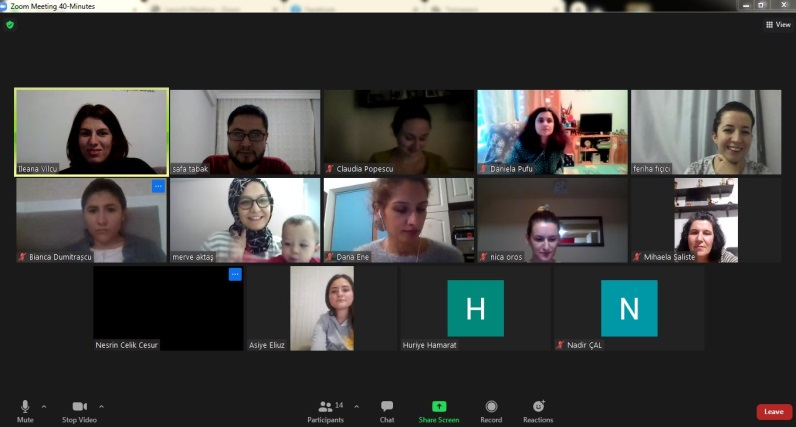 Zoom Meeting 40-Minutes
View
Ileana Vilcu
safa tabak
Claudia Popescu
Daniela Pufu
feriha fıçıcı
Bianca Dumitrașcu
merve aktaş
Dana Ene
nica oros
Mihaela Șaliste
Nesrin Celik Cesur
Asiye Eliuz
H
Huriye Hamarat
N
Nadir ÇAL
Mute
Stop Video
Participants
14
Chat
Share Screen
Record
Reactions
Leave